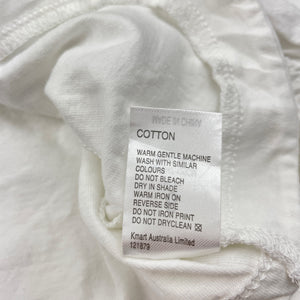 MADE IN CHINA
COTTON
WARM GENTLE MACHINE
WASH WITH SIMILAR
COLOURS
DO NOT BLEACH
DRY IN SHADE
WARM IRON ON
REVERSE SIDE
DO NOT IRON PRINT
DO NOT DRYCLEAN
Kmart Australia Limited
121879